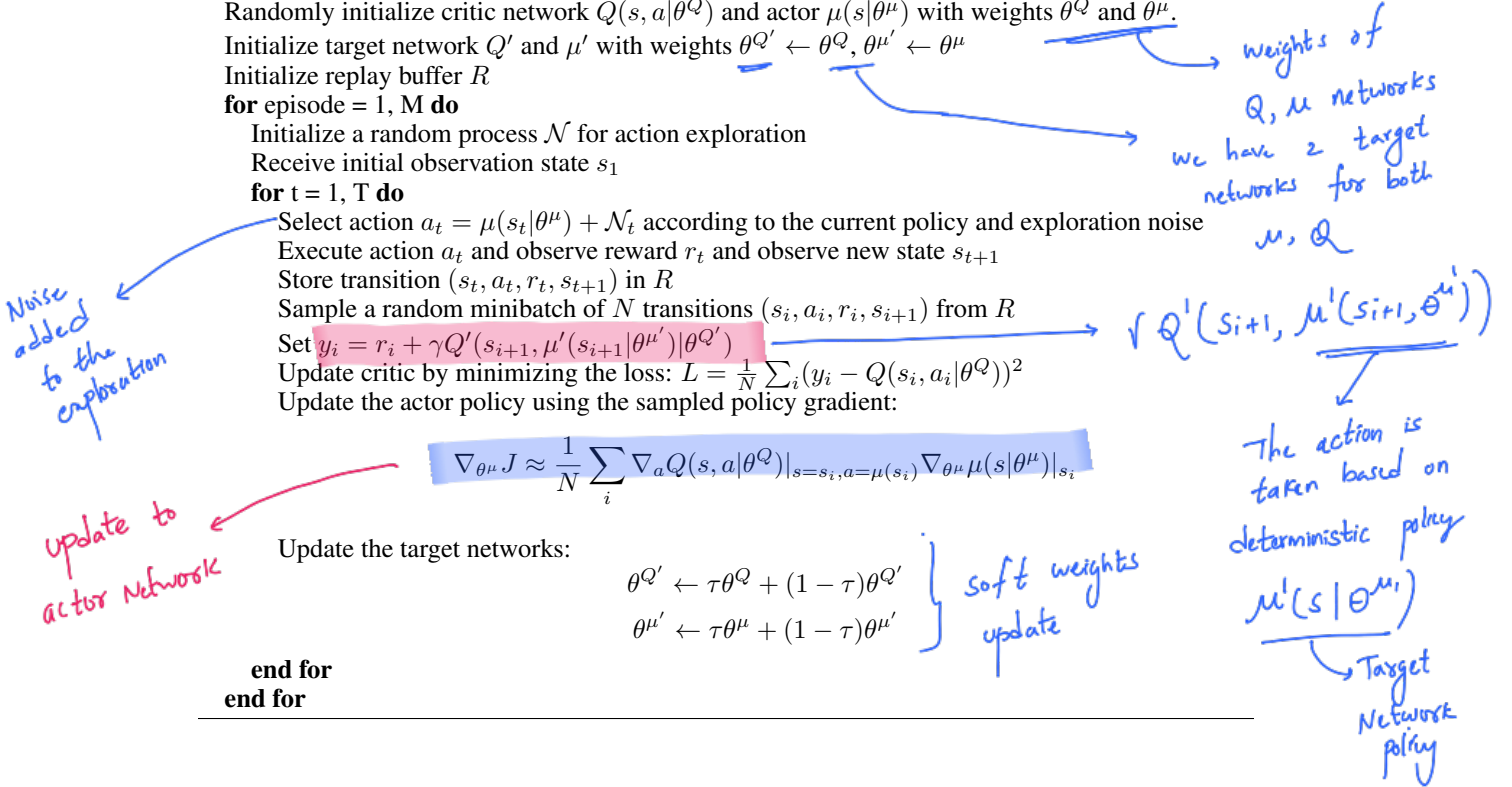 Randomly initialize critic network Q(s, a|θ^Q) and actor μ(s|θ^μ) with weights θ^Q and θ^μ.
Initialize target network Q′ and μ′ with weights θ^{Q′} ← θ^Q, θ^{μ′} ← θ^μ
Initialize replay buffer R
for episode = 1, M do
Initialize a random process 𝒩 for action exploration
Receive initial observation state s_1
for t = 1, T do
Select action a_t = μ(s_t|θ^μ) + 𝒩_t according to the current policy and exploration noise
Execute action a_t and observe reward r_t and observe new state s_{t+1}
Store transition (s_t, a_t, r_t, s_{t+1}) in R
Sample a random minibatch of N transitions (s_i, a_i, r_i, s_{i+1}) from R
Set y_i = r_i + γQ′(s_{i+1}, μ′(s_{i+1}|θ^{μ′})|θ^{Q′})
Update critic by minimizing the loss: L = 1/N ∑_i (y_i − Q(s_i, a_i|θ^Q))^2
Update the actor policy using the sampled policy gradient:
∇_{θ^μ} J ≈ 1/N ∑_i ∇_a Q(s, a|θ^Q)|_{s=s_i,a=μ(s_i)} ∇_{θ^μ} μ(s|θ^μ)|_{s_i}
Update the target networks:
θ^{Q′} ← τθ^Q + (1 − τ)θ^{Q′}
θ^{μ′} ← τθ^μ + (1 − τ)θ^{μ′}
end for
end for
weights of
Q, μ networks
we have 2 target
networks for both
μ, Q
Noise
added
to the
exploration
γ Q'(s_{i+1}, μ'(s_{i+1}, θ^{μ'}))
The action is
taken based on
deterministic policy
μ'(s | θ^{μ'})
Target
Network
policy
update to
actor Network
soft weights
update